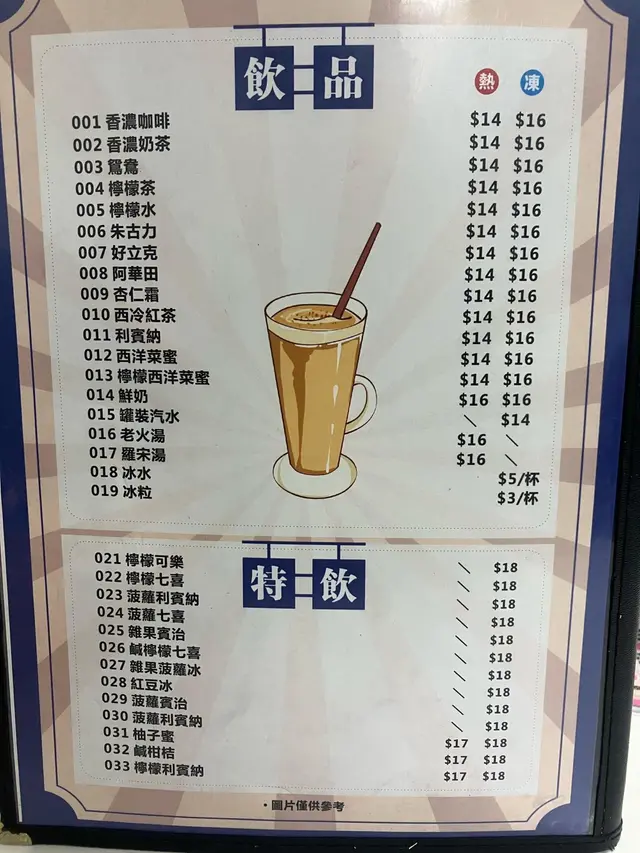 飲品
熱 凍
001 香濃咖啡 $14 $16
002 香濃奶茶 $14 $16
003 鴛鴦 $14 $16
004 檸檬茶 $14 $16
005 檸檬水 $14 $16
006 朱古力 $14 $16
007 好立克 $14 $16
008 阿華田 $14 $16
009 杏仁霜 $14 $16
010 西冷紅茶 $14 $16
011 利賓納 $14 $16
012 西洋菜蜜 $14 $16
013 檸檬西洋菜蜜 $14 $16
014 鮮奶 $16 $16
015 罐裝汽水 \ $14
016 老火湯 $16 \
017 羅宋湯 $16 \
018 冰水 $5/杯
019 冰粒 $3/杯
特飲
021 檸檬可樂 \ $18
022 檸檬七喜 \ $18
023 菠蘿利賓納 \ $18
024 菠蘿七喜 \ $18
025 雜果賓治 \ $18
026 鹹檸檬七喜 \ $18
027 雜果菠蘿冰 \ $18
028 紅豆冰 \ $18
029 菠蘿賓治 \ $18
030 菠蘿利賓納 \ $18
031 柚子蜜 $17 $18
032 鹹柑桔 $17 $18
033 檸檬利賓納 $17 $18
•圖片僅供參考